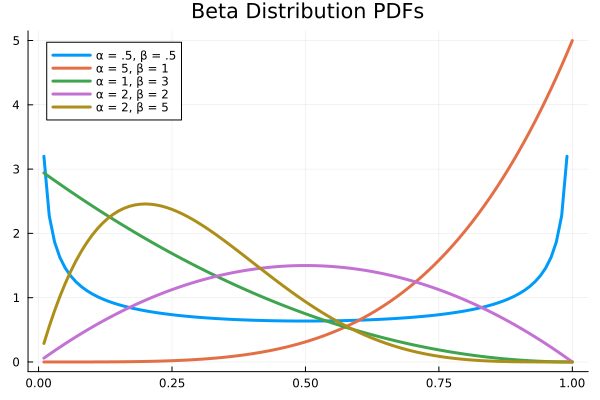 Beta Distribution PDFs
α = .5, β = .5
α = 5, β = 1
α = 1, β = 3
α = 2, β = 2
α = 2, β = 5
5
4
3
2
1
0
0.00 0.25 0.50 0.75 1.00